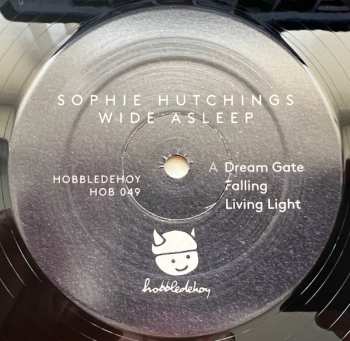 SOPHIE HUTCHINGS
WIDE ASLEEP
HOBBLEDEHOY
HOB 049
A Dream Gate
Falling
Living Light
hobbledehoy